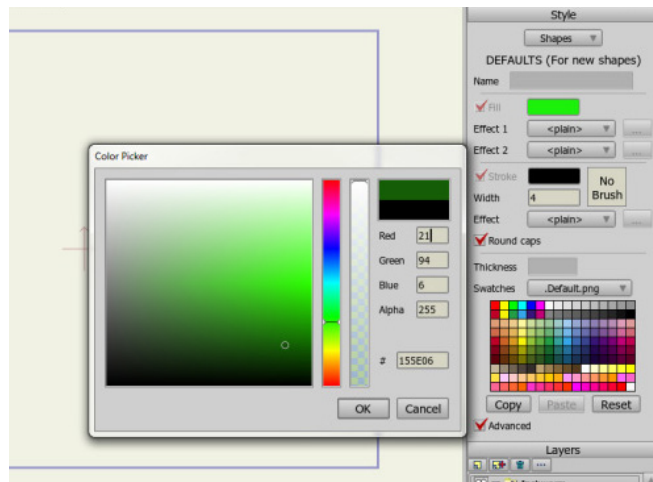 Style
Shapes
DEFAULTS (For new shapes)
Name
Fill
Effect 1 <plain> ...
Effect 2 <plain> ...
Stroke
No
Brush
Width 4
Effect <plain> ...
Round caps
Thickness
Swatches .Default.png
Copy Paste Reset
Advanced
Layers
...
Color Picker
Red 21
Green 94
Blue 6
Alpha 255
# 155E06
OK Cancel